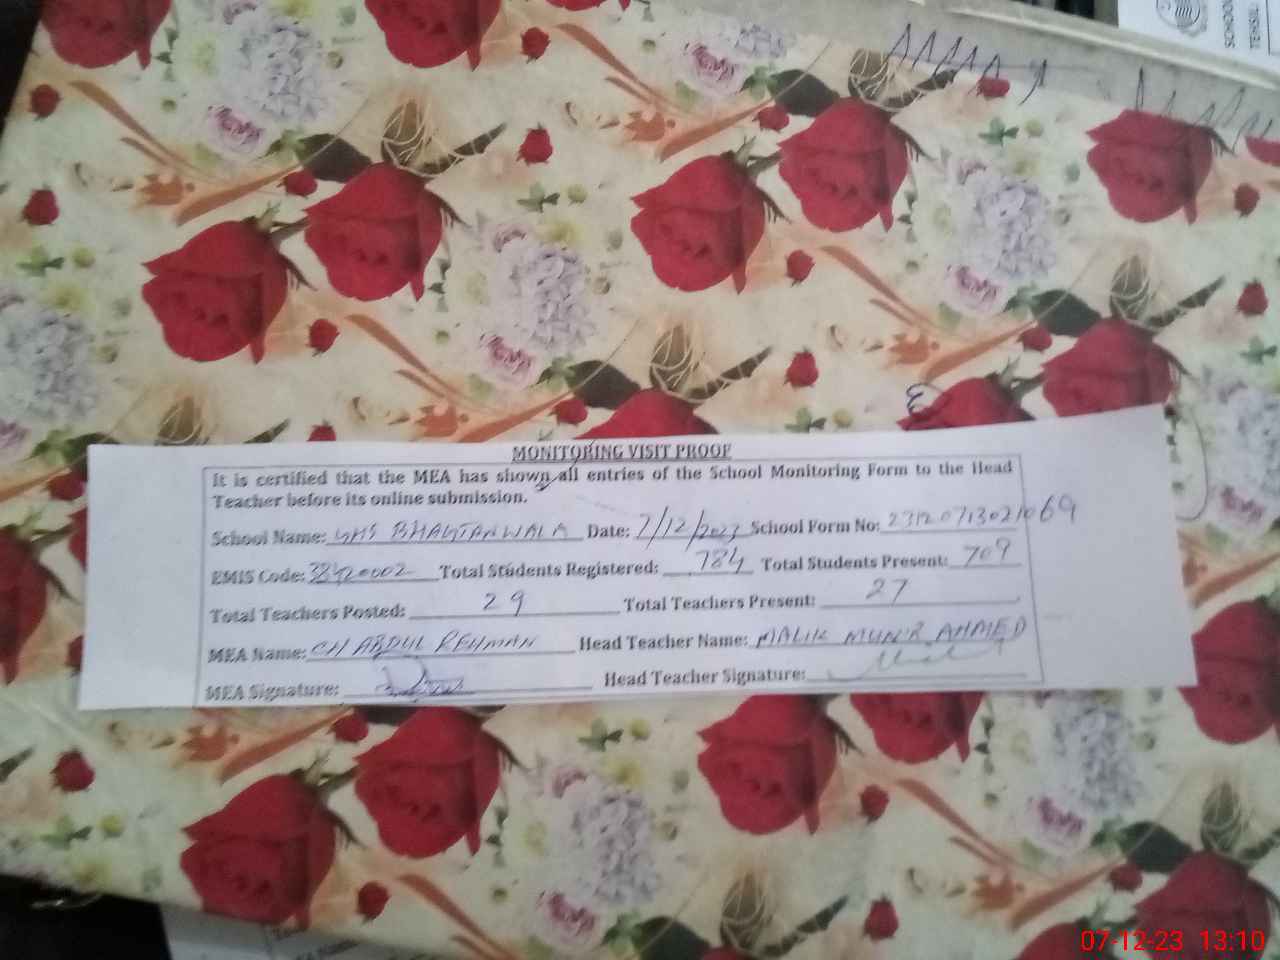 TEHSIL
SCHOO
MONITORING VISIT PROOF
It is certified that the MEA has shown all entries of the School Monitoring Form to the Head
Teacher before its online submission.
School Name: GHS BHAGTANWALA Date: 7/12/2023 School Form No: 23120713021069
EMIS Code: 38420002 Total Students Registered: 784 Total Students Present: 709
Total Teachers Posted: 29 Total Teachers Present: 27
MEA Name: CH ABDUL REHMAN Head Teacher Name: MALIK MUNIR AHMED
MEA Signature: Head Teacher Signature:
07-12-23 13:10